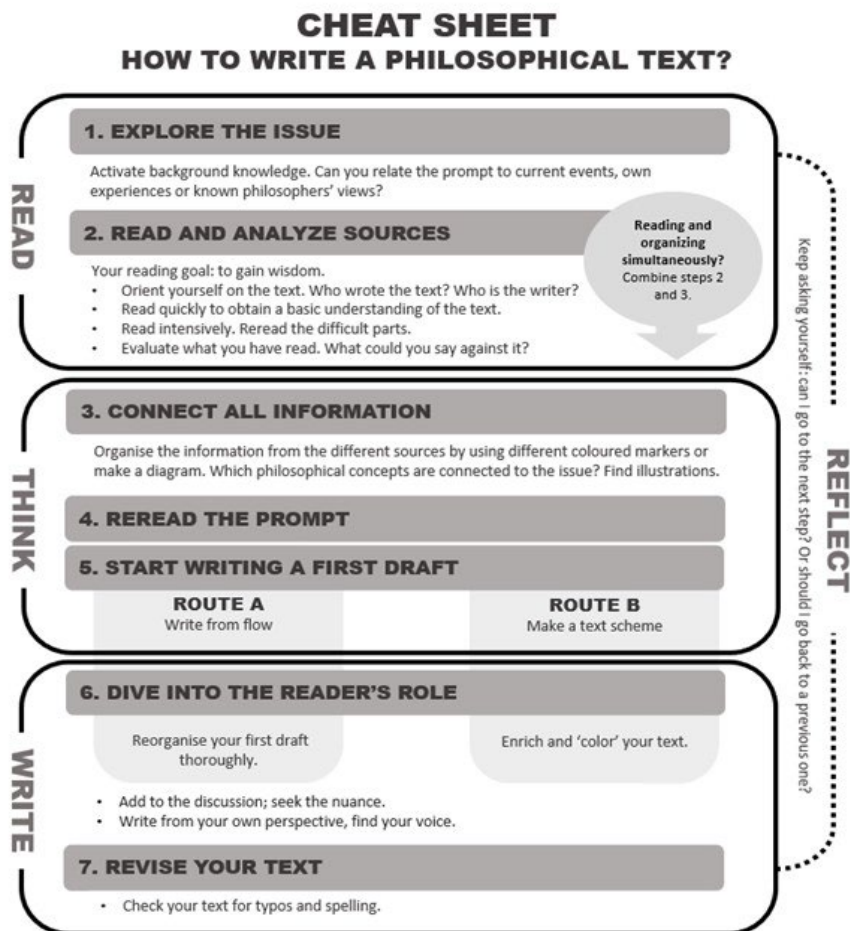 CHEAT SHEET
HOW TO WRITE A PHILOSOPHICAL TEXT?
READ
1. EXPLORE THE ISSUE
Activate background knowledge. Can you relate the prompt to current events, own
experiences or known philosophers' views?
2. READ AND ANALYZE SOURCES
Your reading goal: to gain wisdom.
• Orient yourself on the text. Who wrote the text? Who is the writer?
• Read quickly to obtain a basic understanding of the text.
• Read intensively. Reread the difficult parts.
• Evaluate what you have read. What could you say against it?
Reading and
organizing
simultaneously?
Combine steps 2
and 3.
THINK
3. CONNECT ALL INFORMATION
Organise the information from the different sources by using different coloured markers or
make a diagram. Which philosophical concepts are connected to the issue? Find illustrations.
4. REREAD THE PROMPT
5. START WRITING A FIRST DRAFT
ROUTE A
Write from flow
ROUTE B
Make a text scheme
WRITE
6. DIVE INTO THE READER'S ROLE
Reorganise your first draft
thoroughly.
Enrich and 'color' your text.
• Add to the discussion; seek the nuance.
• Write from your own perspective, find your voice.
7. REVISE YOUR TEXT
• Check your text for typos and spelling.
Keep asking yourself: can I go to the next step? Or should I go back to a previous one?
REFLECT